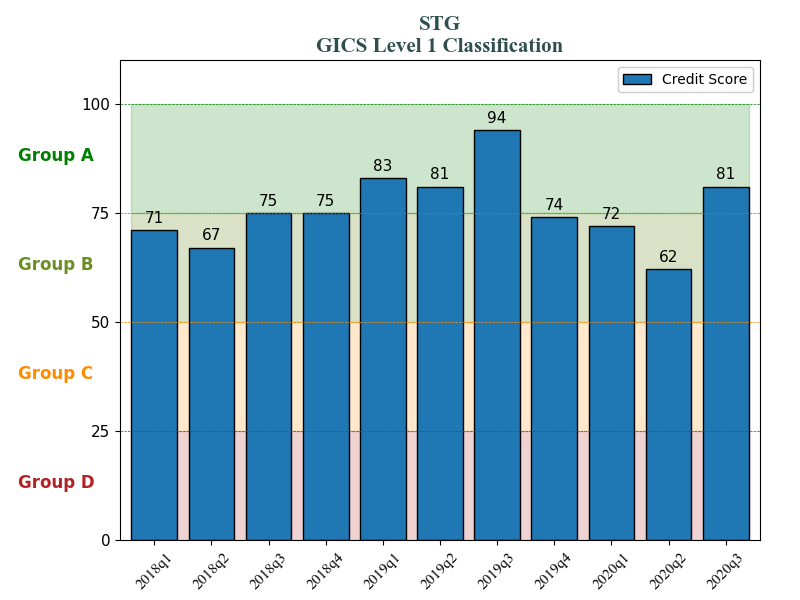 STG
GICS Level 1 Classification
Credit Score
100
94
Group A
83
81
81
75
75
75
74
71
72
67
Group B
62
50
Group C
25
Group D
0
2018q1 2018q2 2018q3 2018q4 2019q1 2019q2 2019q3 2019q4 2020q1 2020q2 2020q3